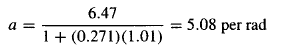 a = 6.47 / 1 + (0.271)(1.01) = 5.08 per rad